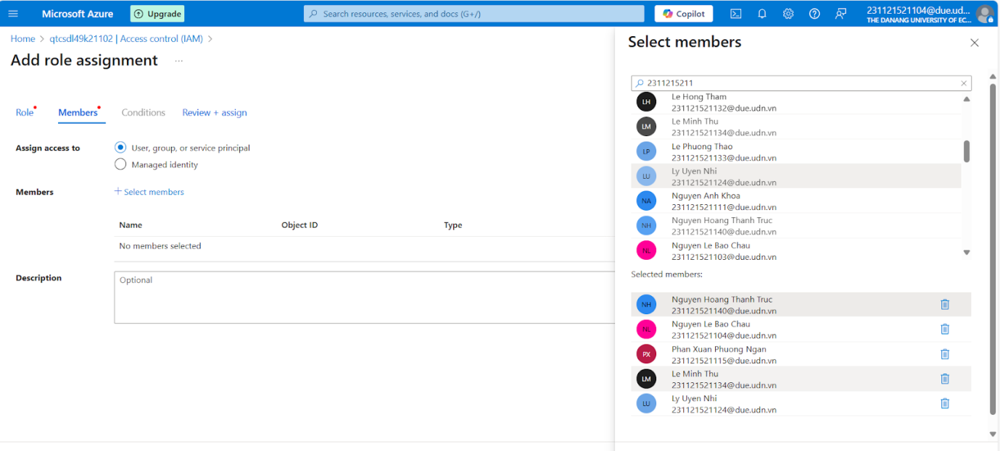 Microsoft Azure
Upgrade
Search resources, services, and docs (G+/)
Copilot
231121521104@due.ud...
THE DANANG UNIVERSITY OF EC...
Home > qtcsdl49k21102 | Access control (IAM) >
Add role assignment ...
Role
Members
Conditions
Review + assign
Assign access to
User, group, or service principal
Managed identity
Members
+ Select members
Name Object ID Type
No members selected
Description
Optional
Select members
2311215211
LH
Le Hong Tham
231121521132@due.udn.vn
LM
Le Minh Thu
231121521134@due.udn.vn
LP
Le Phuong Thao
231121521133@due.udn.vn
LU
Ly Uyen Nhi
231121521124@due.udn.vn
NA
Nguyen Anh Khoa
231121521111@due.udn.vn
NH
Nguyen Hoang Thanh Truc
231121521140@due.udn.vn
NL
Nguyen Le Bao Chau
231121521103@due.udn.vn
Selected members:
NH
Nguyen Hoang Thanh Truc
231121521140@due.udn.vn
NL
Nguyen Le Bao Chau
231121521104@due.udn.vn
PX
Phan Xuan Phuong Ngan
231121521115@due.udn.vn
LM
Le Minh Thu
231121521134@due.udn.vn
LU
Ly Uyen Nhi
231121521124@due.udn.vn